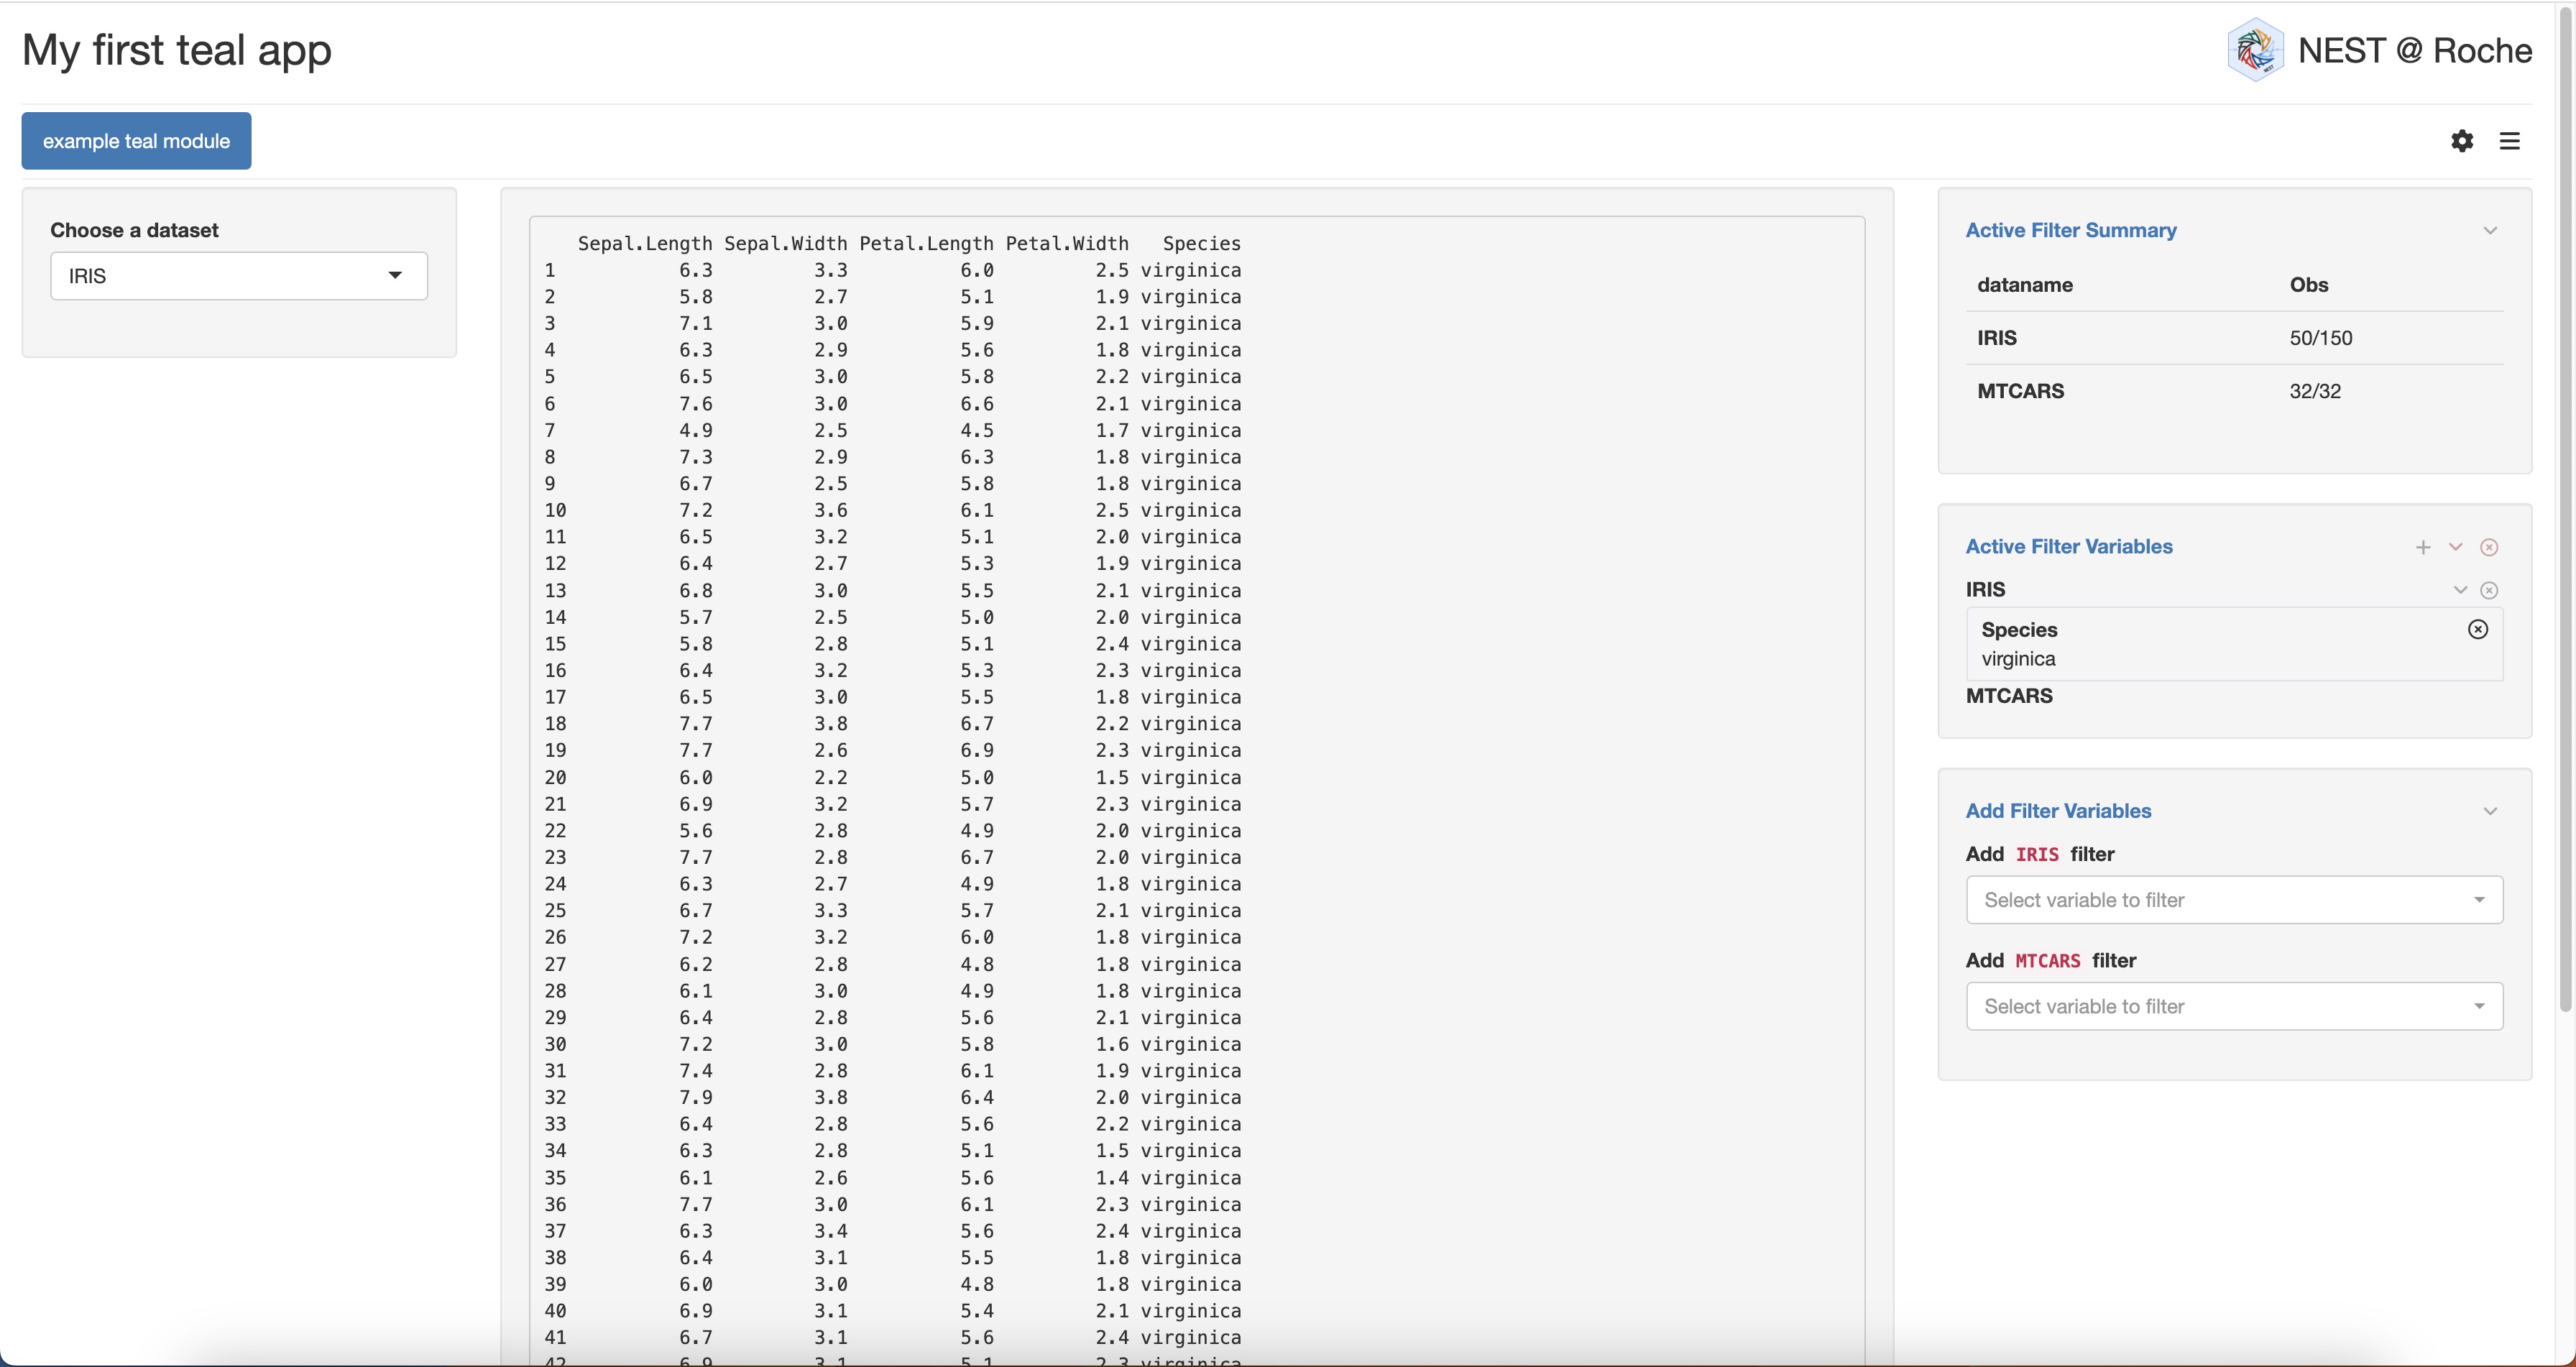 My first teal app
NEST @ Roche
example teal module
Choose a dataset
IRIS
Sepal.Length Sepal.Width Petal.Length Petal.Width Species
1 6.3 3.3 6.0 2.5 virginica
2 5.8 2.7 5.1 1.9 virginica
3 7.1 3.0 5.9 2.1 virginica
4 6.3 2.9 5.6 1.8 virginica
5 6.5 3.0 5.8 2.2 virginica
6 7.6 3.0 6.6 2.1 virginica
7 4.9 2.5 4.5 1.7 virginica
8 7.3 2.9 6.3 1.8 virginica
9 6.7 2.5 5.8 1.8 virginica
10 7.2 3.6 6.1 2.5 virginica
11 6.5 3.2 5.1 2.0 virginica
12 6.4 2.7 5.3 1.9 virginica
13 6.8 3.0 5.5 2.1 virginica
14 5.7 2.5 5.0 2.0 virginica
15 5.8 2.8 5.1 2.4 virginica
16 6.4 3.2 5.3 2.3 virginica
17 6.5 3.0 5.5 1.8 virginica
18 7.7 3.8 6.7 2.2 virginica
19 7.7 2.6 6.9 2.3 virginica
20 6.0 2.2 5.0 1.5 virginica
21 6.9 3.2 5.7 2.3 virginica
22 5.6 2.8 4.9 2.0 virginica
23 7.7 2.8 6.7 2.0 virginica
24 6.3 2.7 4.9 1.8 virginica
25 6.7 3.3 5.7 2.1 virginica
26 7.2 3.2 6.0 1.8 virginica
27 6.2 2.8 4.8 1.8 virginica
28 6.1 3.0 4.9 1.8 virginica
29 6.4 2.8 5.6 2.1 virginica
30 7.2 3.0 5.8 1.6 virginica
31 7.4 2.8 6.1 1.9 virginica
32 7.9 3.8 6.4 2.0 virginica
33 6.4 2.8 5.6 2.2 virginica
34 6.3 2.8 5.1 1.5 virginica
35 6.1 2.6 5.6 1.4 virginica
36 7.7 3.0 6.1 2.3 virginica
37 6.3 3.4 5.6 2.4 virginica
38 6.4 3.1 5.5 1.8 virginica
39 6.0 3.0 4.8 1.8 virginica
40 6.9 3.1 5.4 2.1 virginica
41 6.7 3.1 5.6 2.4 virginica
42 6.9 3.1 5.1 2.3 virginica
Active Filter Summary
dataname Obs
IRIS 50/150
MTCARS 32/32
Active Filter Variables
IRIS
Species
virginica
MTCARS
Add Filter Variables
Add IRIS filter
Select variable to filter
Add MTCARS filter
Select variable to filter